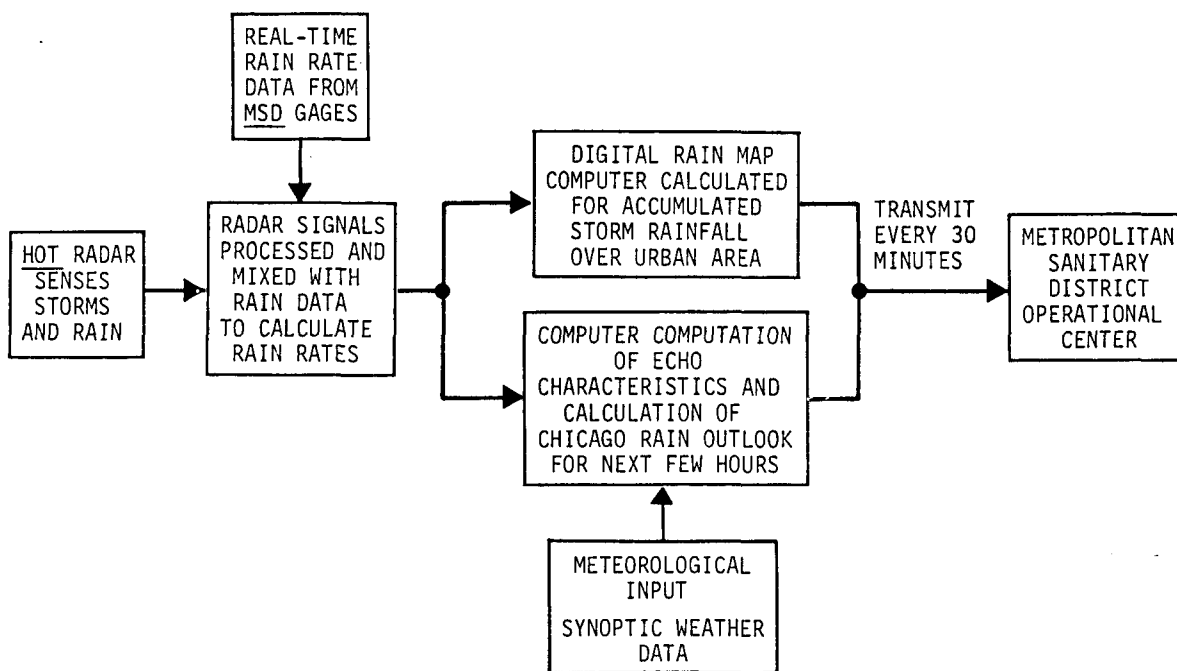 REAL-TIME
RAIN RATE
DATA FROM
MSD GAGES
HOT RADAR
SENSES
STORMS
AND RAIN
RADAR SIGNALS
PROCESSED AND
MIXED WITH
RAIN DATA
TO CALCULATE
RAIN RATES
DIGITAL RAIN MAP
COMPUTER CALCULATED
FOR ACCUMULATED
STORM RAINFALL
OVER URBAN AREA
COMPUTER COMPUTATION
OF ECHO
CHARACTERISTICS AND
CALCULATION OF
CHICAGO RAIN OUTLOOK
FOR NEXT FEW HOURS
TRANSMIT
EVERY 30
MINUTES
METROPOLITAN
SANITARY
DISTRICT
OPERATIONAL
CENTER
METEOROLOGICAL
INPUT
SYNOPTIC WEATHER
DATA